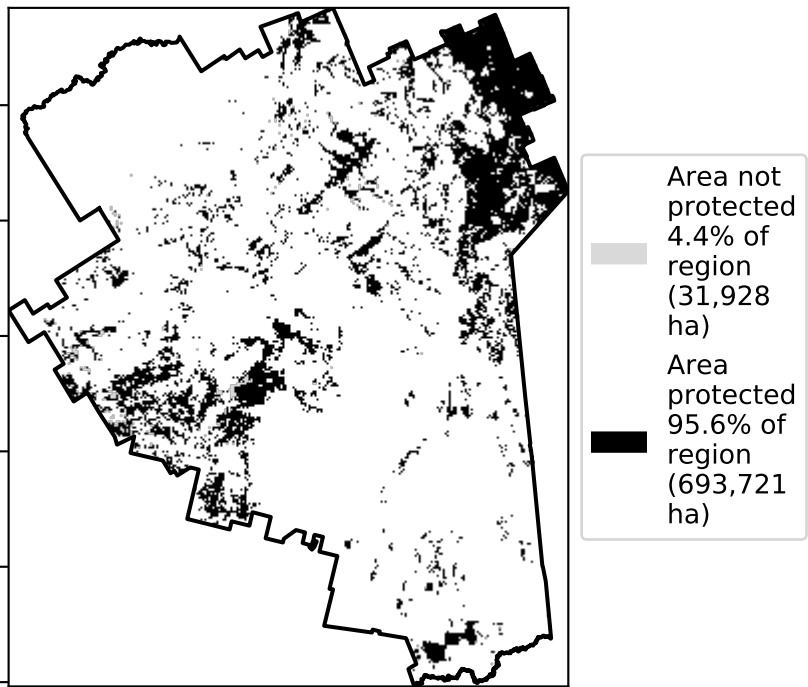 Area not
protected
4.4% of
region
(31,928
ha)
Area
protected
95.6% of
region
(693,721
ha)